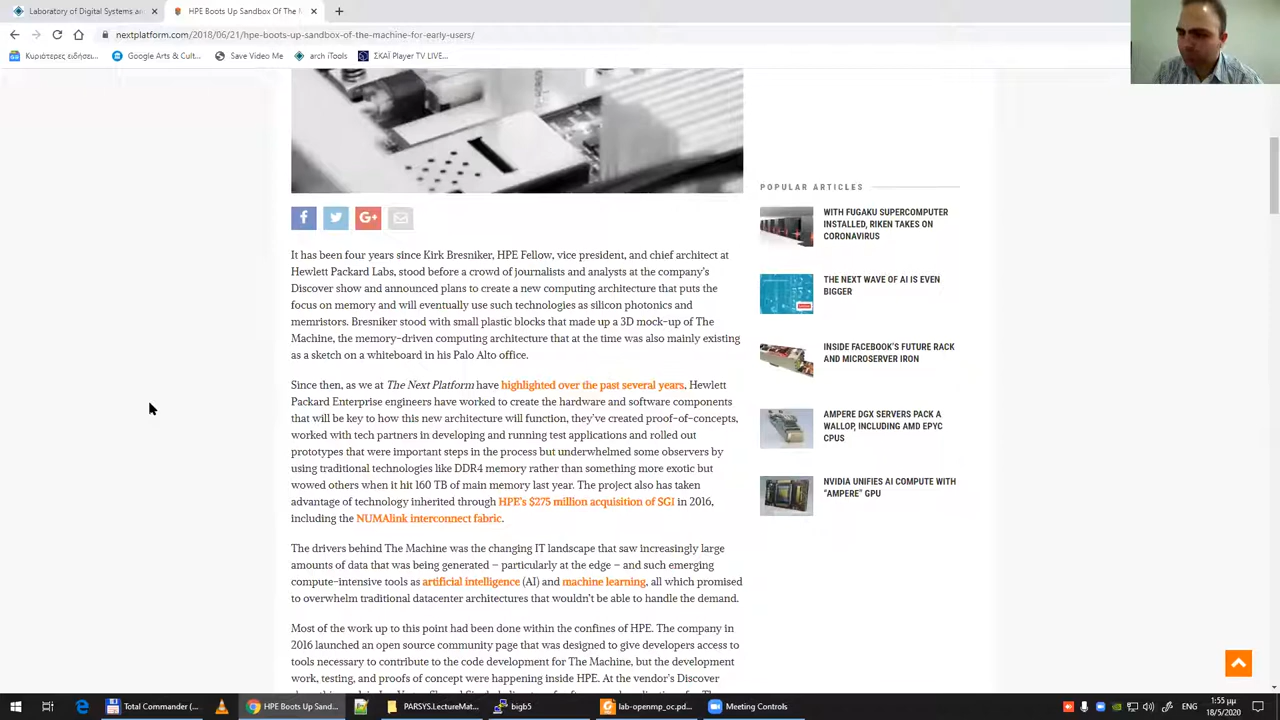 Laboratory of Digital Systems an
HPE Boots Up Sandbox Of The M
nextplatform.com/2018/06/21/hpe-boots-up-sandbox-of-the-machine-for-early-users/
Κυριότερες ειδήσει...
Google Arts & Cult...
Save Video Me
arch iTools
ΣΚΑΪ Player TV LIVE...
POPULAR ARTICLES
WITH FUGAKU SUPERCOMPUTER
INSTALLED, RIKEN TAKES ON
CORONAVIRUS
THE NEXT WAVE OF AI IS EVEN
BIGGER
INSIDE FACEBOOK'S FUTURE RACK
AND MICROSERVER IRON
AMPERE DGX SERVERS PACK A
WALLOP, INCLUDING AMD EPYC
CPUS
NVIDIA UNIFIES AI COMPUTE WITH
“AMPERE” GPU
It has been four years since Kirk Bresniker, HPE Fellow, vice president, and chief architect at
Hewlett Packard Labs, stood before a crowd of journalists and analysts at the company’s
Discover show and announced plans to create a new computing architecture that puts the
focus on memory and will eventually use such technologies as silicon photonics and
memristors. Bresniker stood with small plastic blocks that made up a 3D mock-up of The
Machine, the memory-driven computing architecture that at the time was also mainly existing
as a sketch on a whiteboard in his Palo Alto office.
Since then, as we at The Next Platform have highlighted over the past several years, Hewlett
Packard Enterprise engineers have worked to create the hardware and software components
that will be key to how this new architecture will function, they’ve created proof-of-concepts,
worked with tech partners in developing and running test applications and rolled out
prototypes that were important steps in the process but underwhelmed some observers by
using traditional technologies like DDR4 memory rather than something more exotic but
wowed others when it hit 160 TB of main memory last year. The project also has taken
advantage of technology inherited through HPE’s $275 million acquisition of SGI in 2016,
including the NUMAlink interconnect fabric.
The drivers behind The Machine was the changing IT landscape that saw increasingly large
amounts of data that was being generated – particularly at the edge – and such emerging
compute-intensive tools as artificial intelligence (AI) and machine learning, all which promised
to overwhelm traditional datacenter architectures that wouldn’t be able to handle the demand.
Most of the work up to this point had been done within the confines of HPE. The company in
2016 launched an open source community page that was designed to give developers access to
tools necessary to contribute to the code development for The Machine, but the development
work, testing, and proofs of concept were happening inside HPE. At the vendor’s Discover
Total Commander (...
HPE Boots Up Sand...
PARSYS.LectureMat...
bigb5
lab-openmp_oc.pd...
Meeting Controls
ENG
1:55 μμ
18/5/2020